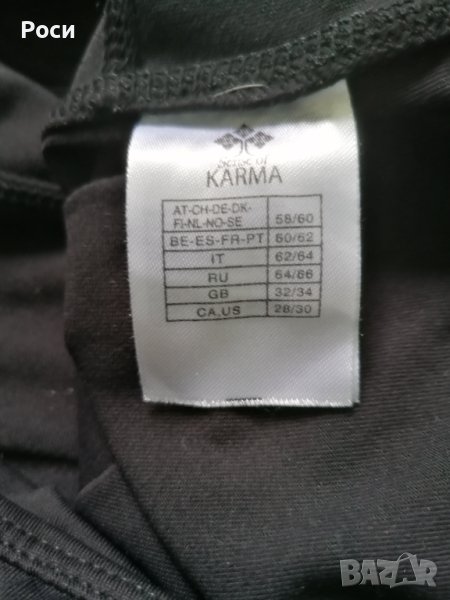 Роси
KARMA
AT-CH-DE-DK-
FI-NL-NO-SE 58/60
BE-ES-FR-PT 60/62
IT 62/64
RU 64/66
GB 32/34
CA,US 28/30
BAZAR